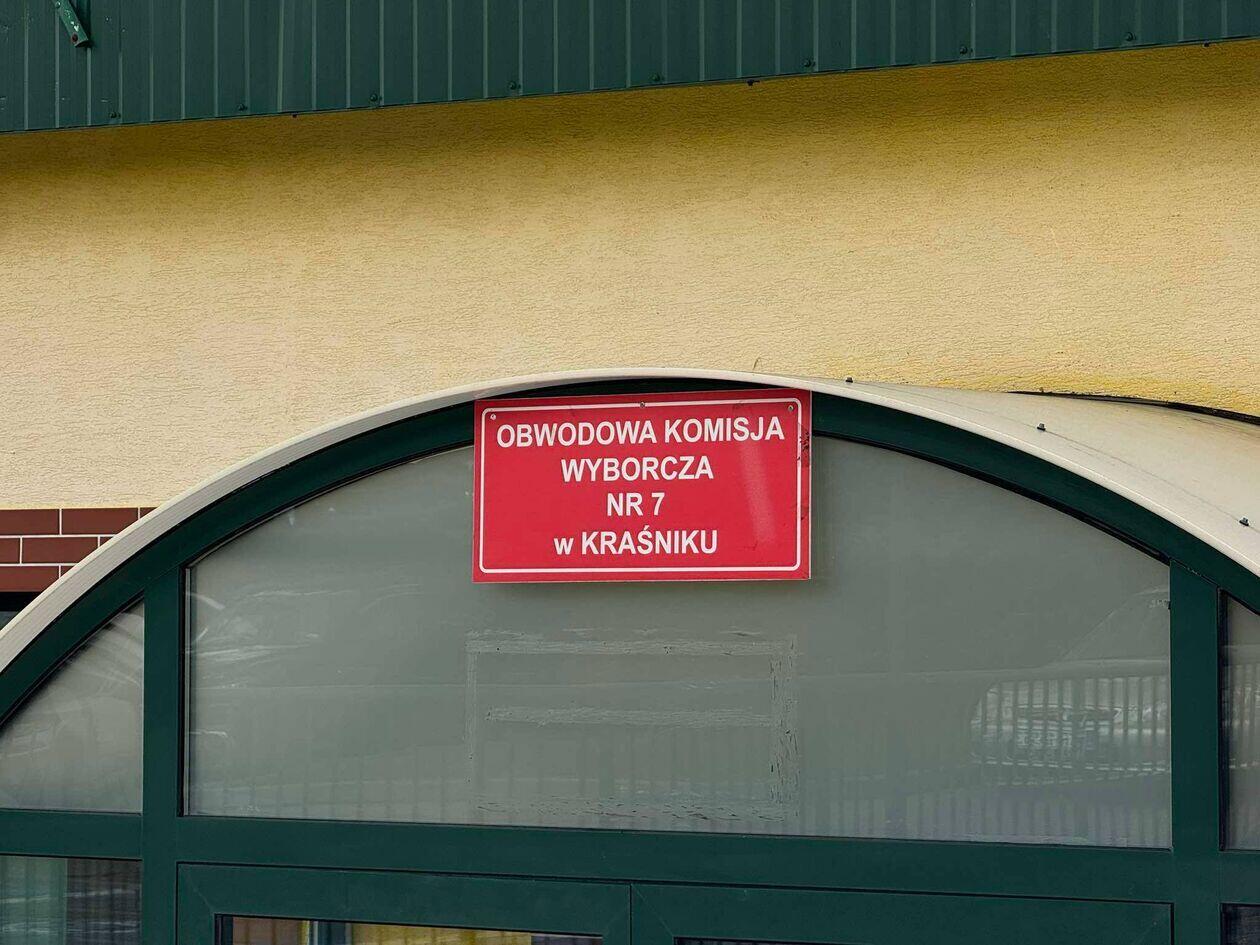 OBWODOWA KOMISJA
WYBORCZA
NR 7
w KRAŚNIKU